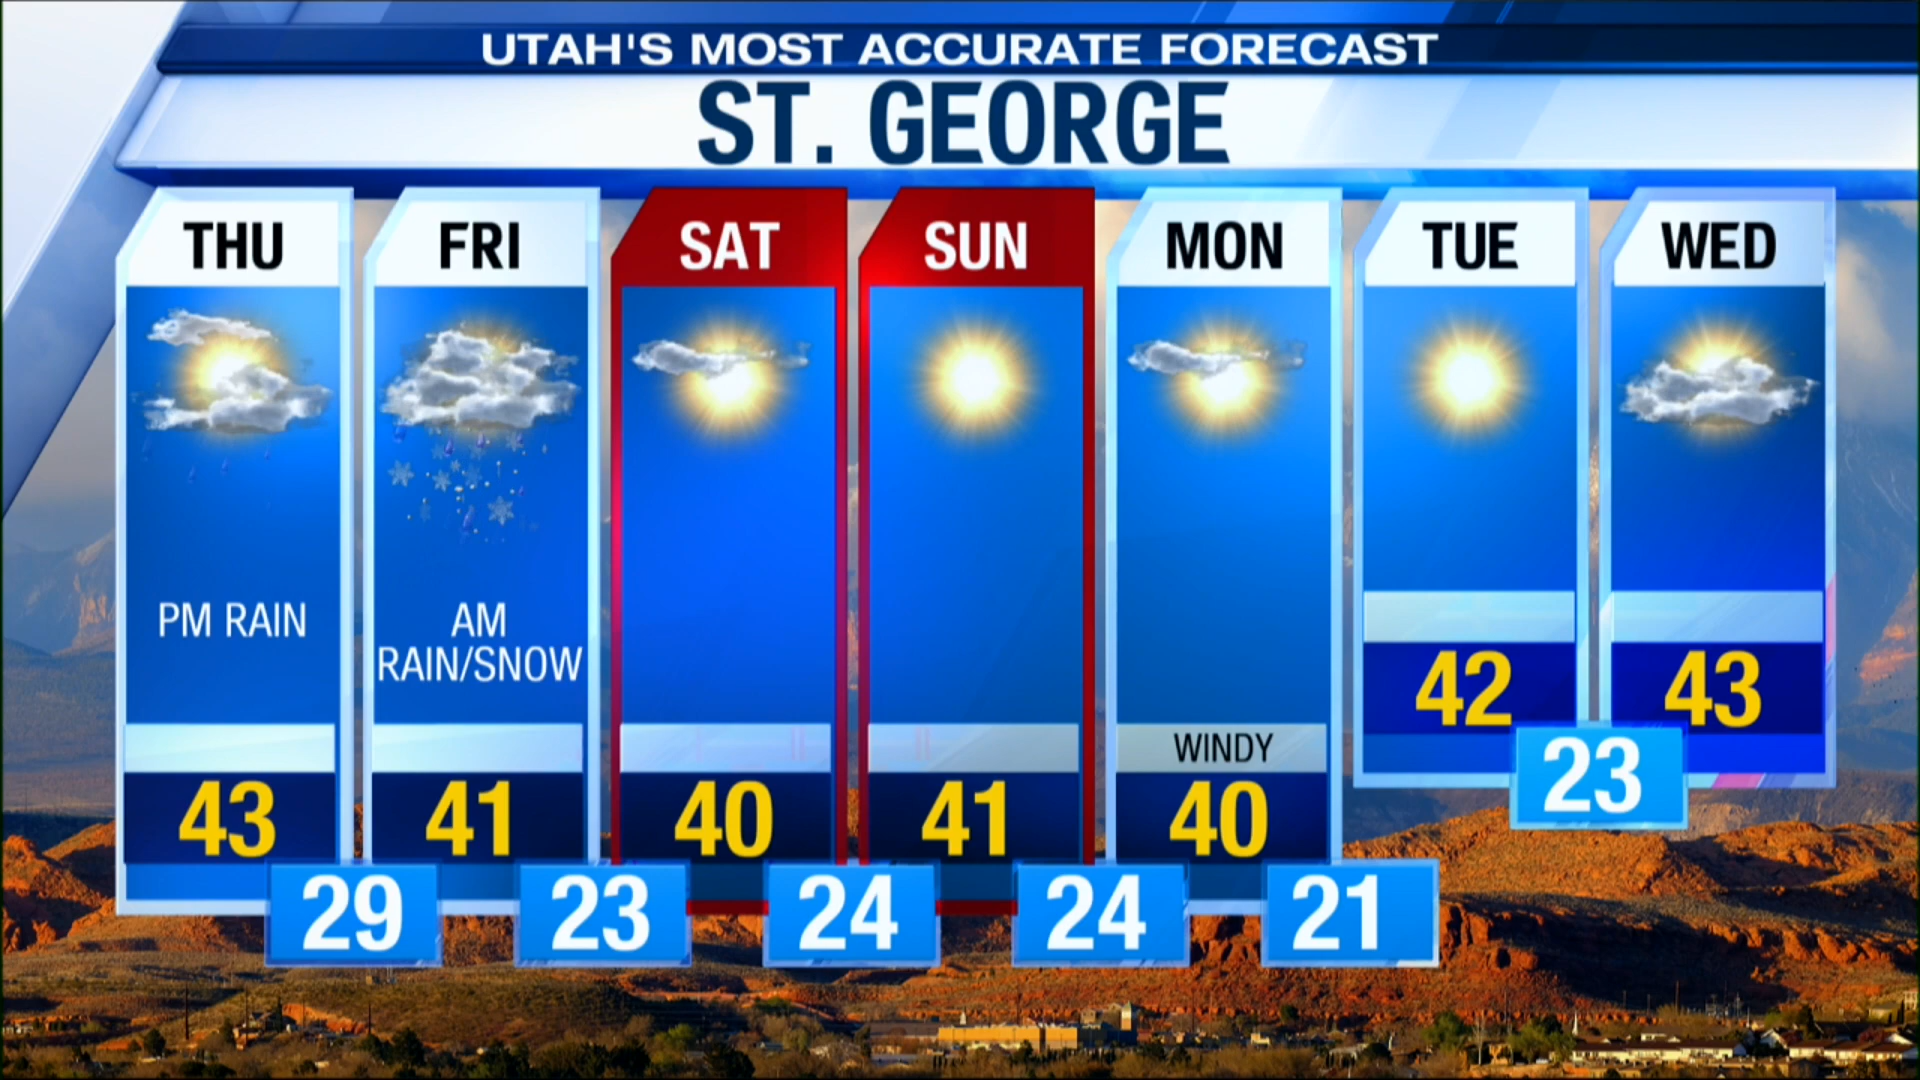 UTAH'S MOST ACCURATE FORECAST
ST. GEORGE
THU FRI SAT SUN MON TUE WED
PM RAIN AM
RAIN/SNOW
42 43
WINDY
23
43 41 40 41 40
29 23 24 24 21